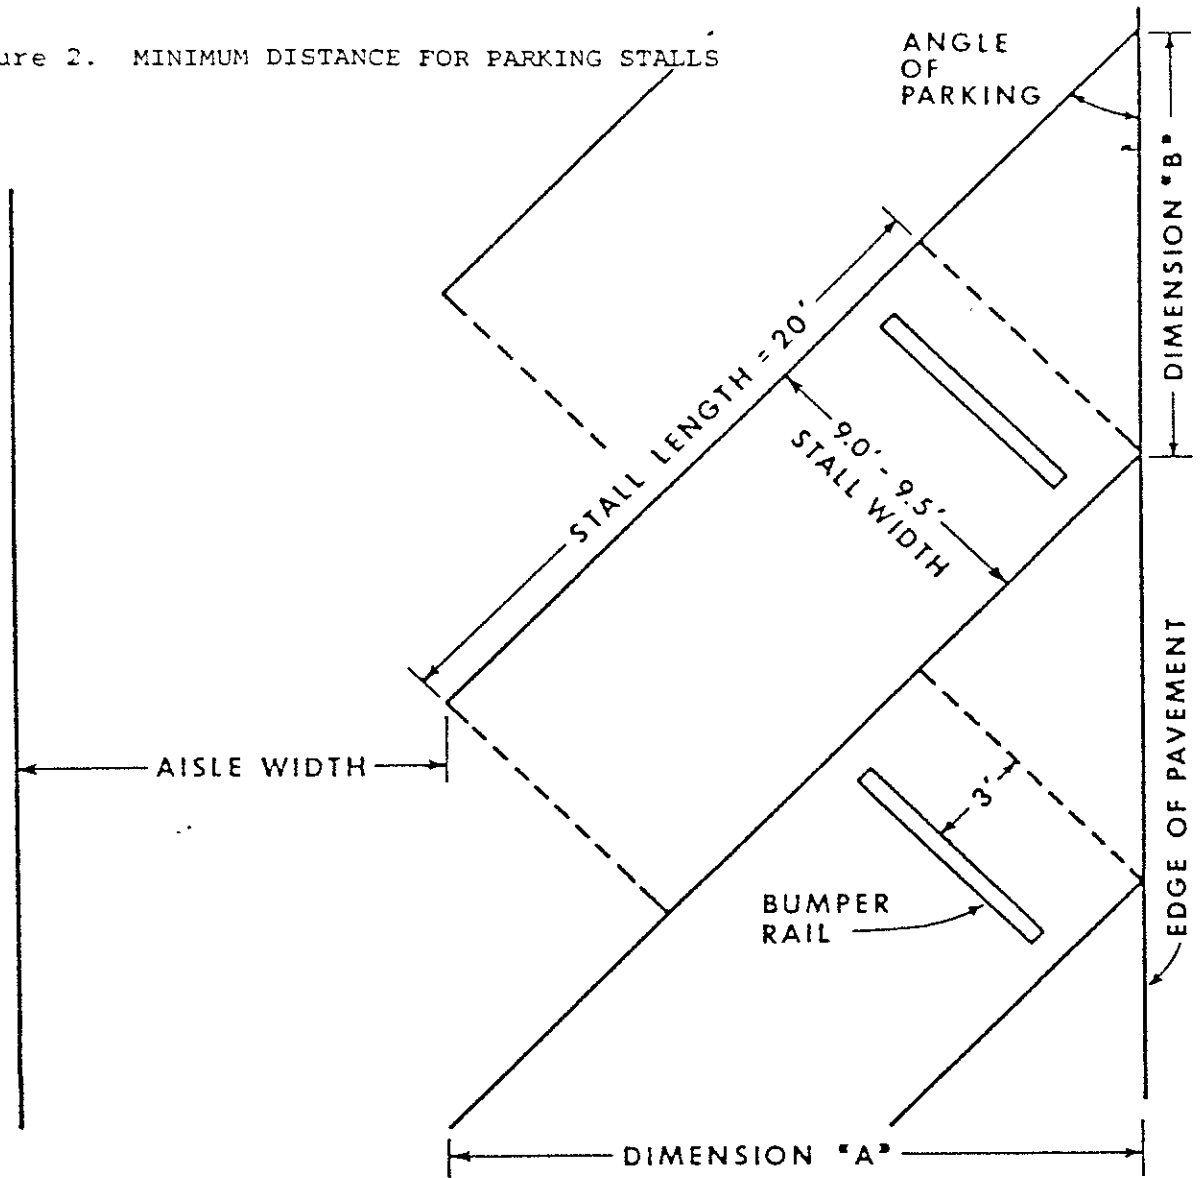 ure 2. MINIMUM DISTANCE FOR PARKING STALLS
ANGLE
OF
PARKING
DIMENSION "B"
STALL LENGTH = 20'
9.0' - 9.5'
STALL WIDTH
AISLE WIDTH
3'
BUMPER
RAIL
EDGE OF PAVEMENT
DIMENSION "A"